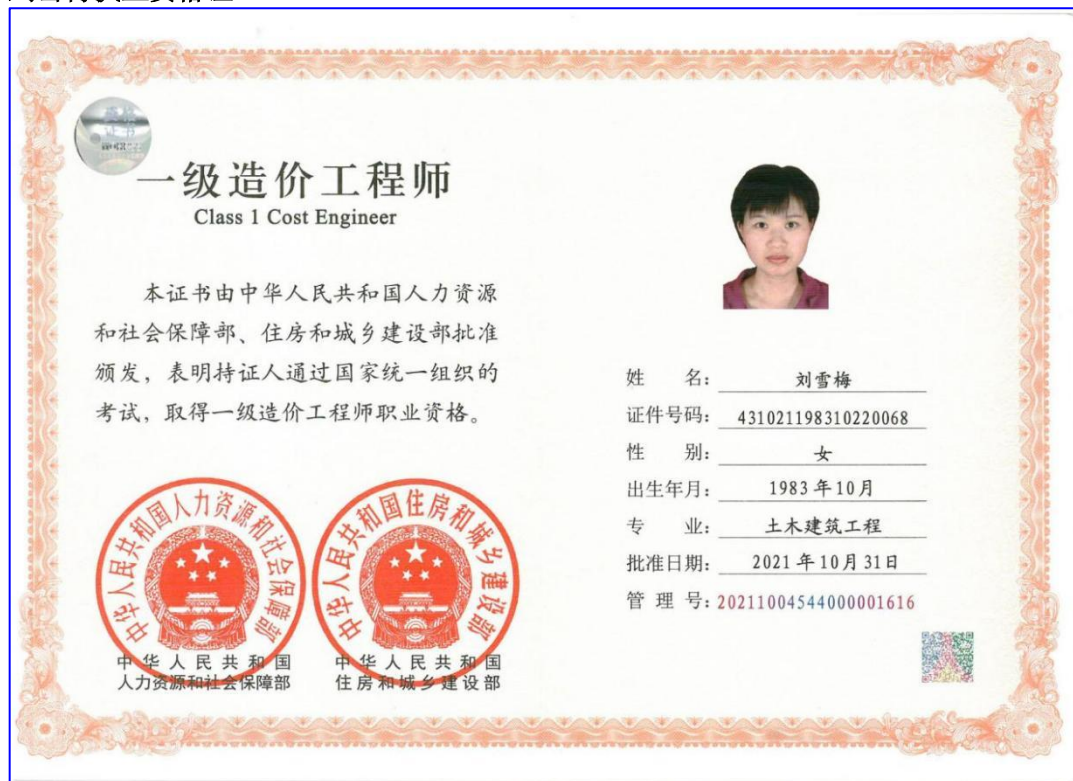 一级造价工程师
Class 1 Cost Engineer
本证书由中华人民共和国人力资源
和社会保障部、住房和城乡建设部批准
颁发，表明持证人通过国家统一组织的
考试，取得一级造价工程师职业资格。
姓 名： 刘雪梅
证件号码： 431021198310220068
性 别： 女
出生年月： 1983年10月
专 业： 土木建筑工程
批准日期： 2021年10月31日
管 理 号：20211004544000001616
中华人民共和国人力资源和社会保障部
中华人民共和国住房和城乡建设部
中华人民共和国
人力资源和社会保障部
中华人民共和国
住房和城乡建设部